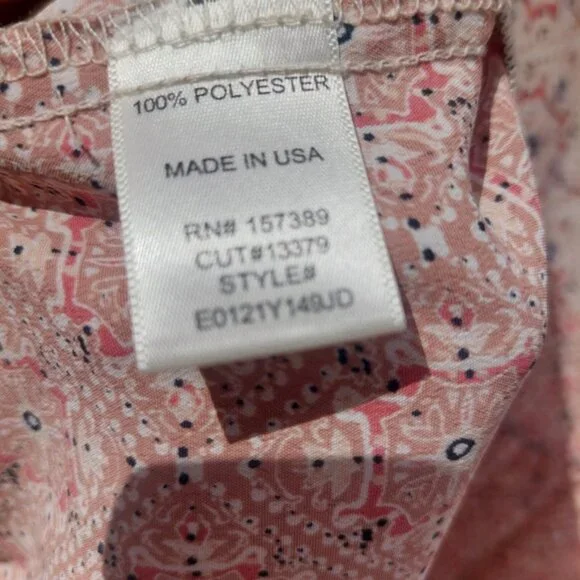 100% POLYESTER
MADE IN USA
RN# 157389
CUT#13379
STYLE#
E0121Y149JD